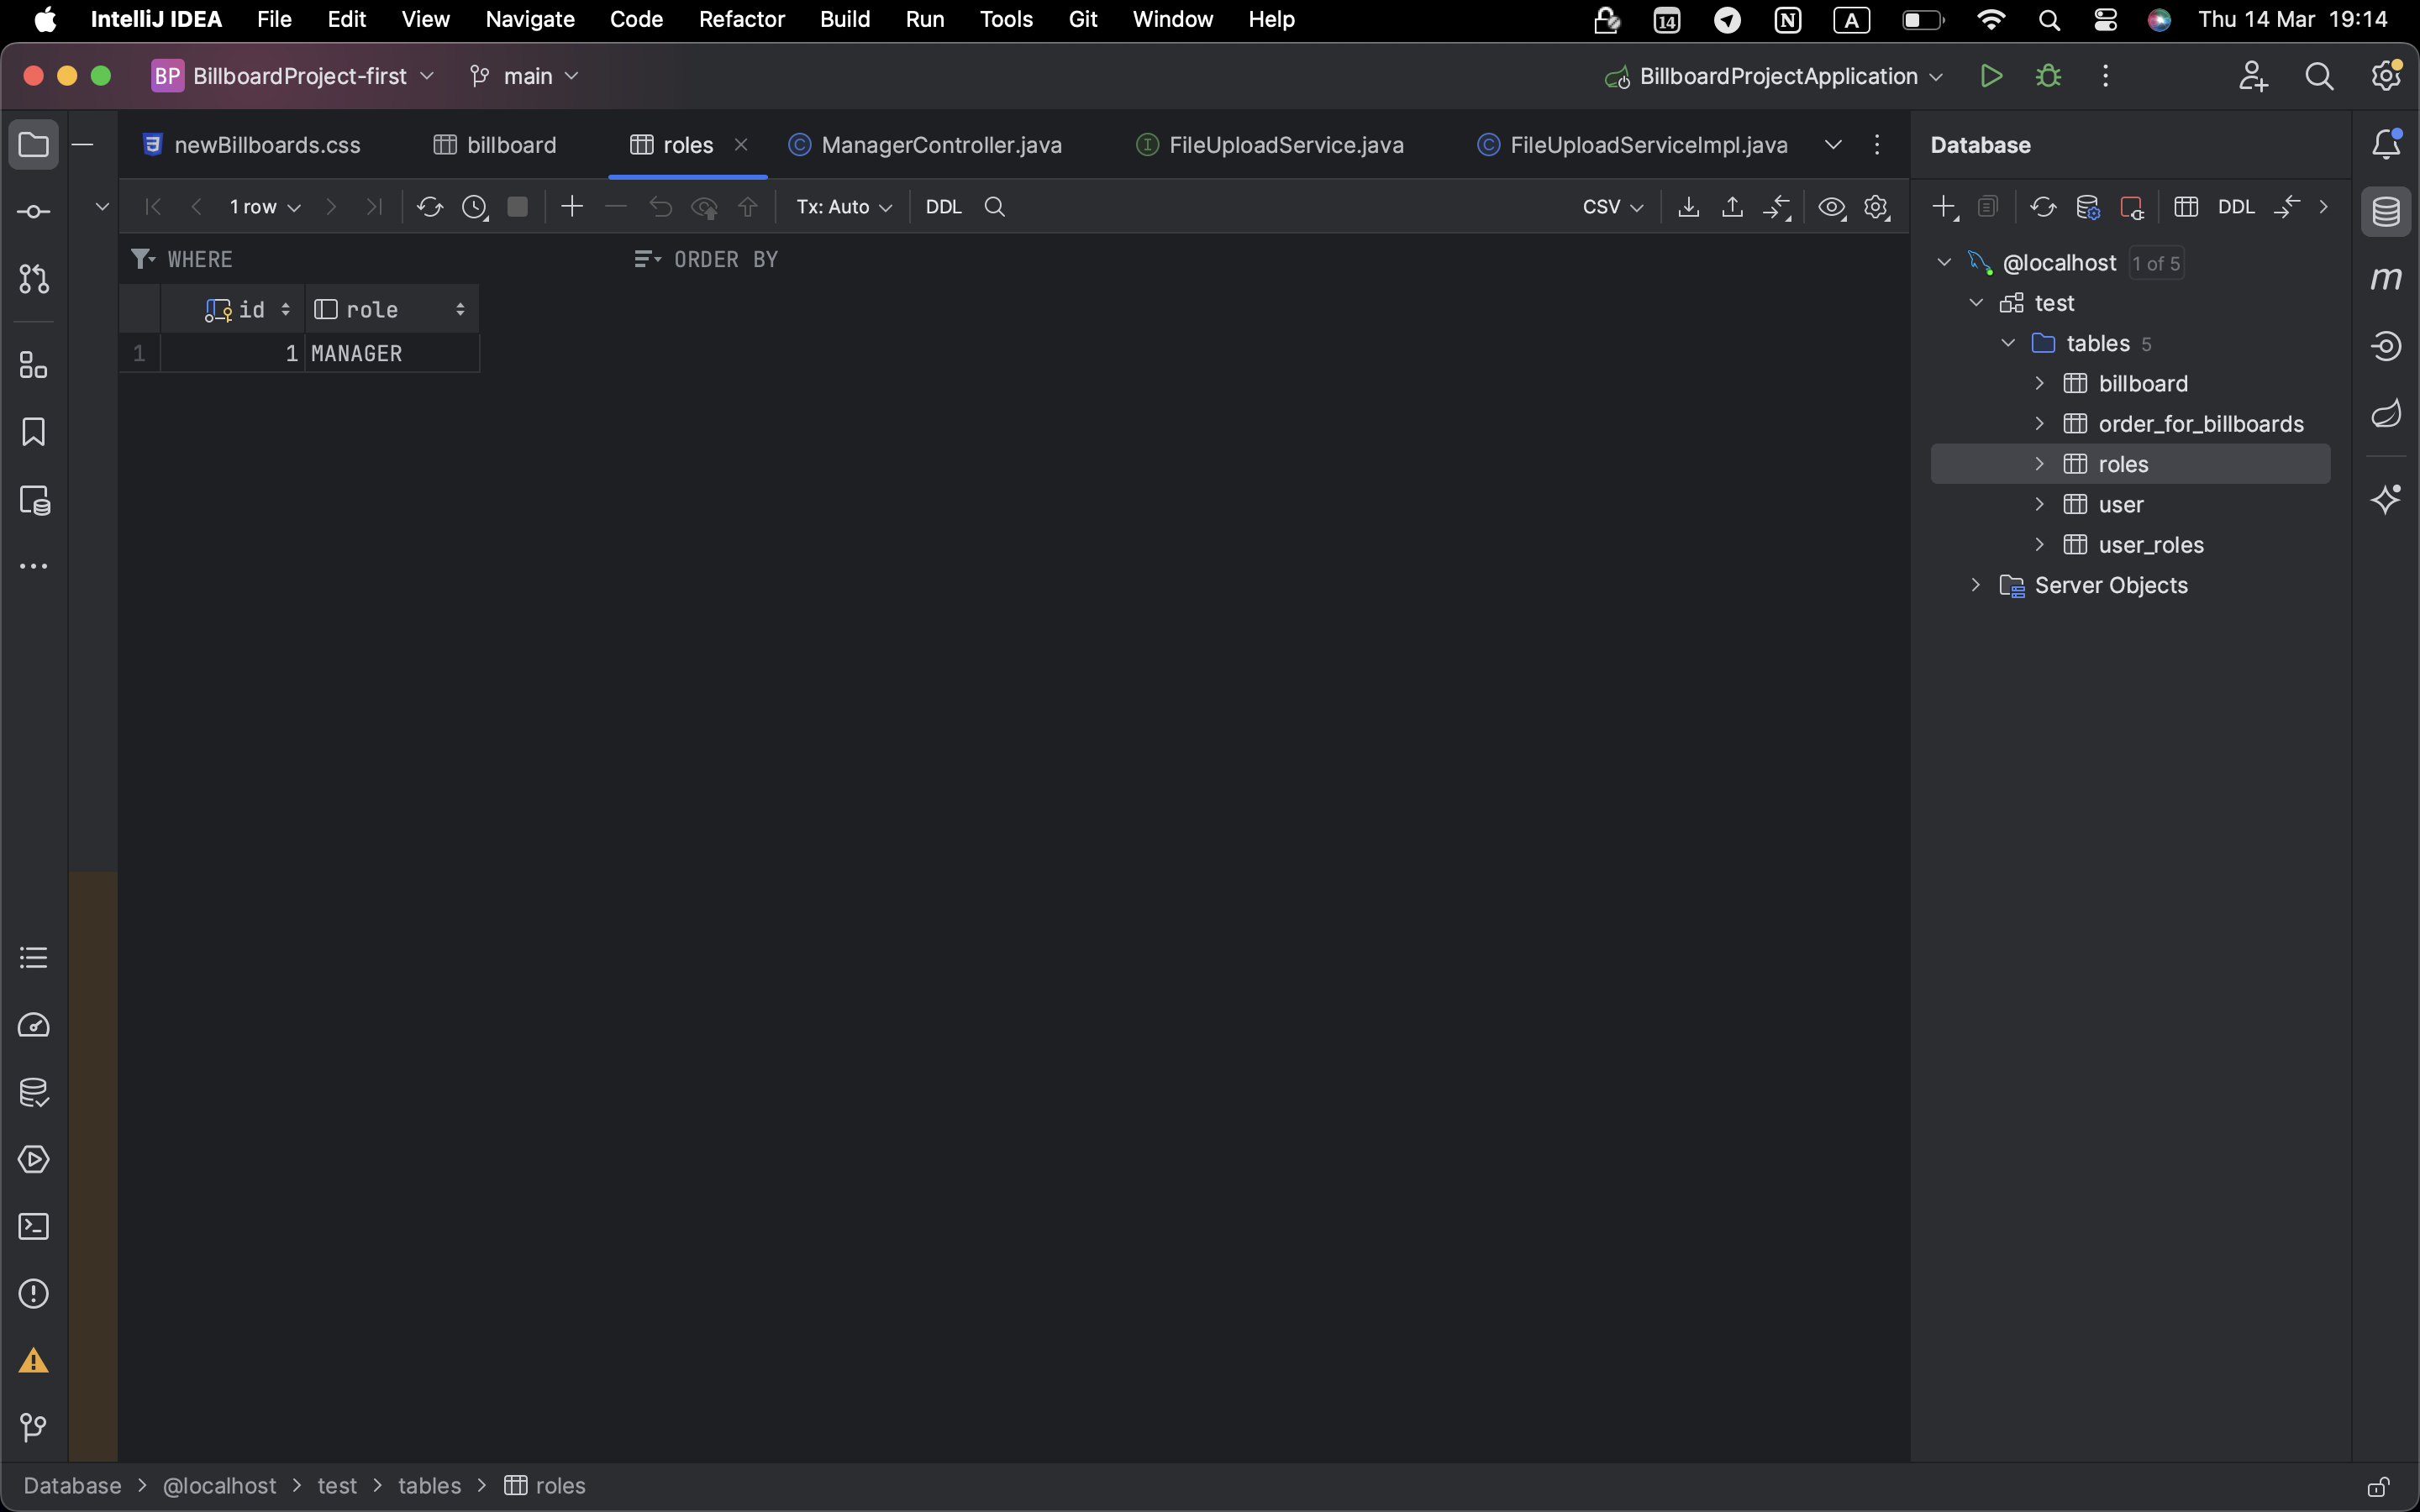 IntelliJ IDEA File Edit View Navigate Code Refactor Build Run Tools Git Window Help 14 N A Thu 14 Mar 19:14
BP BillboardProject-first main BillboardProjectApplication
newBillboards.css billboard roles ManagerController.java FileUploadService.java FileUploadServiceImpl.java Database
1 row Tx: Auto DDL CSV DDL
WHERE ORDER BY
id role
1 1 MANAGER
@localhost 1 of 5
test
tables 5
billboard
order_for_billboards
roles
user
user_roles
Server Objects
Database > @localhost > test > tables > roles